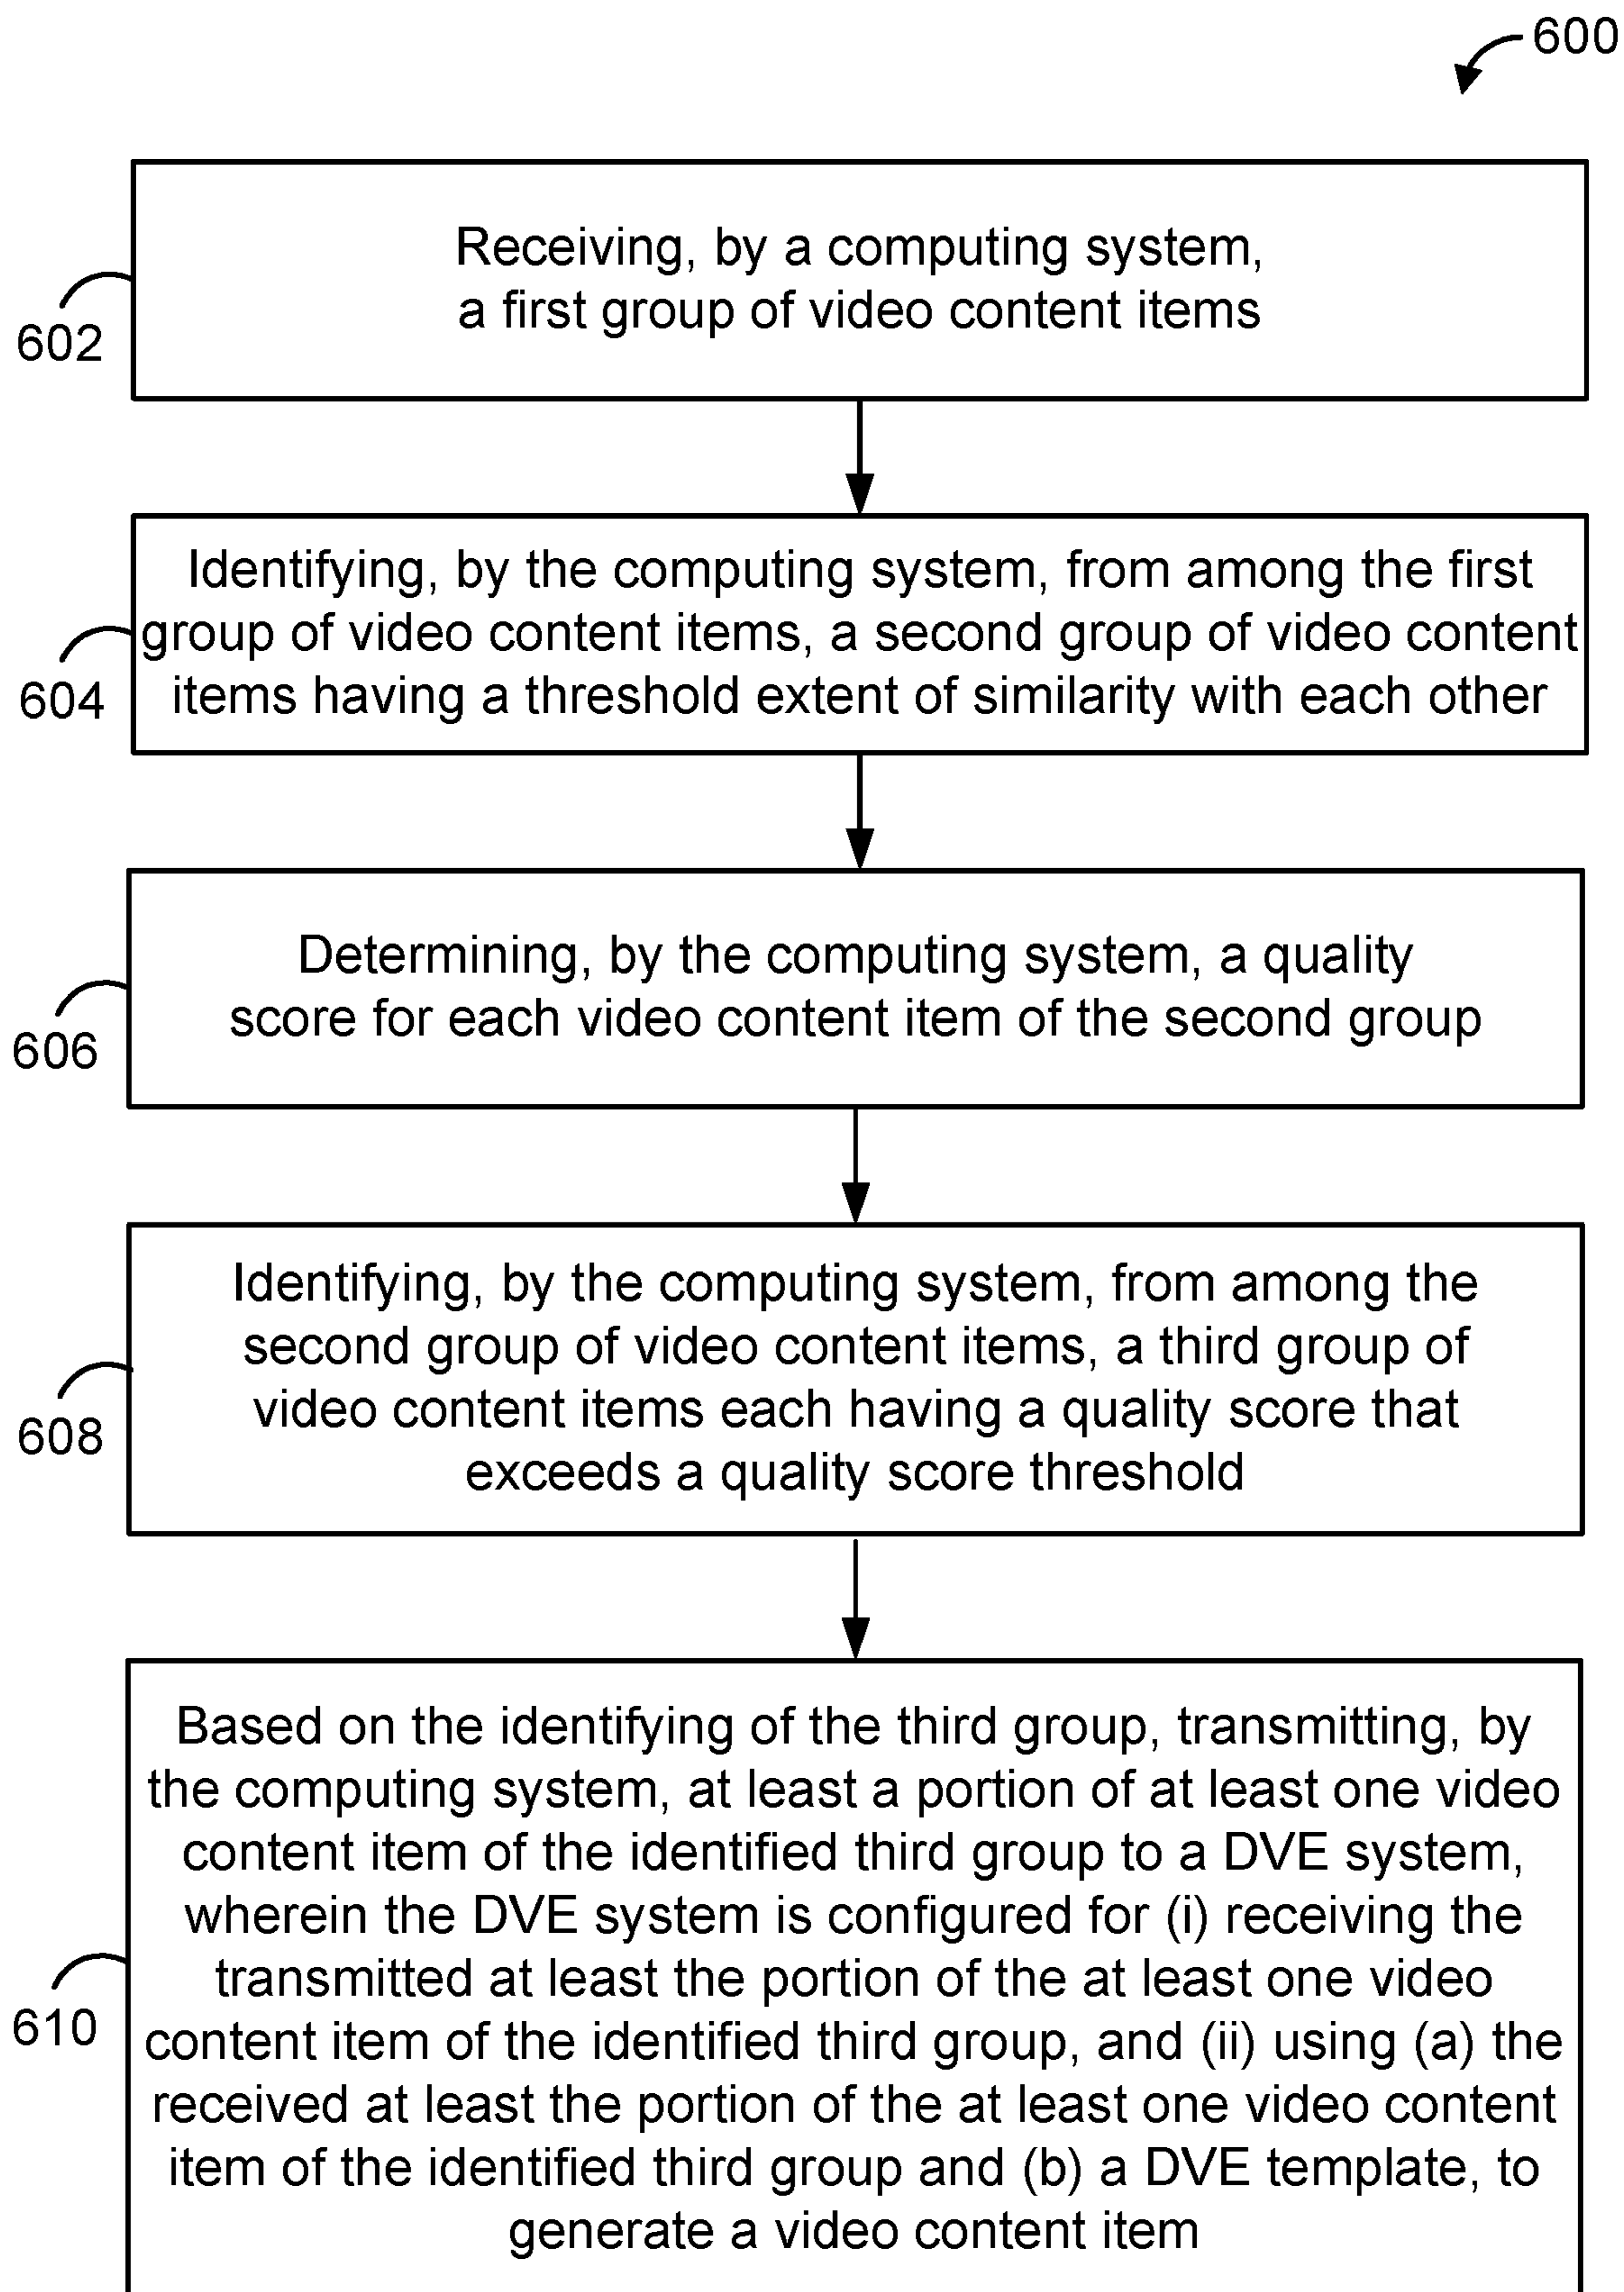 600
Receiving, by a computing system,
a first group of video content items
602
Identifying, by the computing system, from among the first
group of video content items, a second group of video content
items having a threshold extent of similarity with each other
604
Determining, by the computing system, a quality
score for each video content item of the second group
606
Identifying, by the computing system, from among the
second group of video content items, a third group of
video content items each having a quality score that
exceeds a quality score threshold
608
Based on the identifying of the third group, transmitting, by
the computing system, at least a portion of at least one video
content item of the identified third group to a DVE system,
wherein the DVE system is configured for (i) receiving the
transmitted at least the portion of the at least one video
content item of the identified third group, and (ii) using (a) the
received at least the portion of the at least one video content
item of the identified third group and (b) a DVE template, to
generate a video content item
610